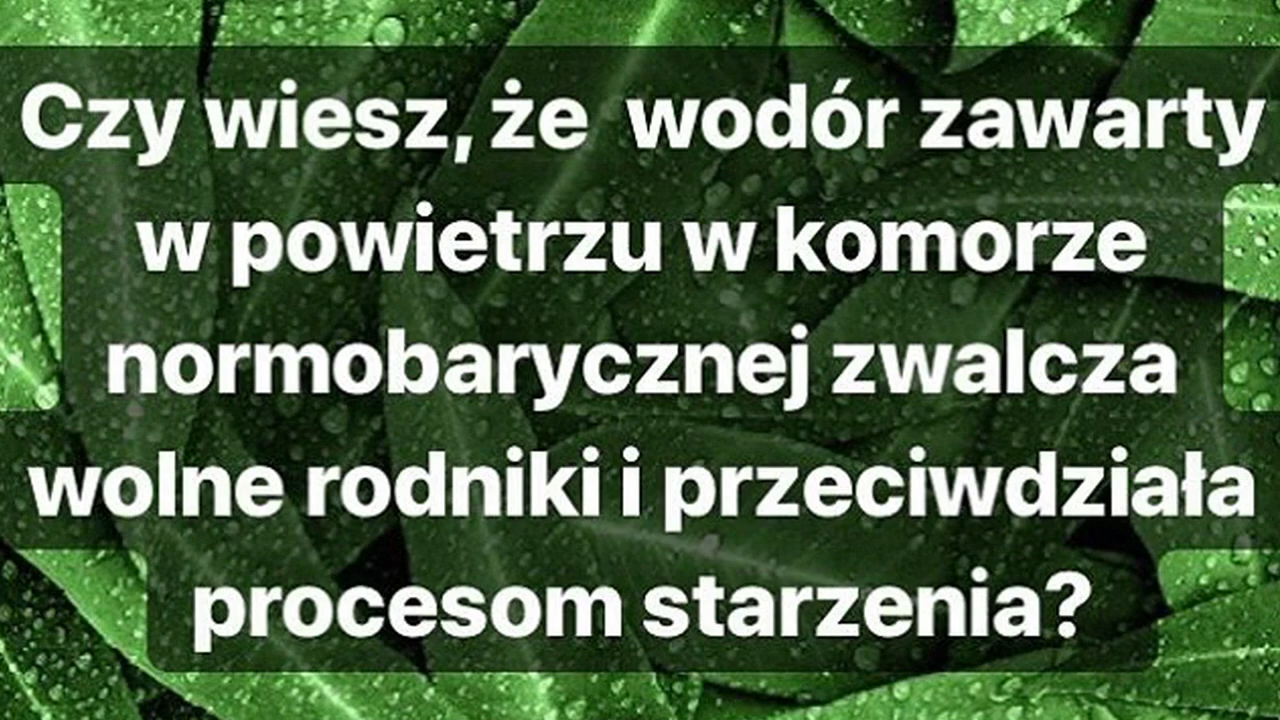 Czy wiesz, że  wodór zawarty
w powietrzu w komorze
normobarycznej zwalcza
wolne rodniki i przeciwdziała
procesom starzenia?